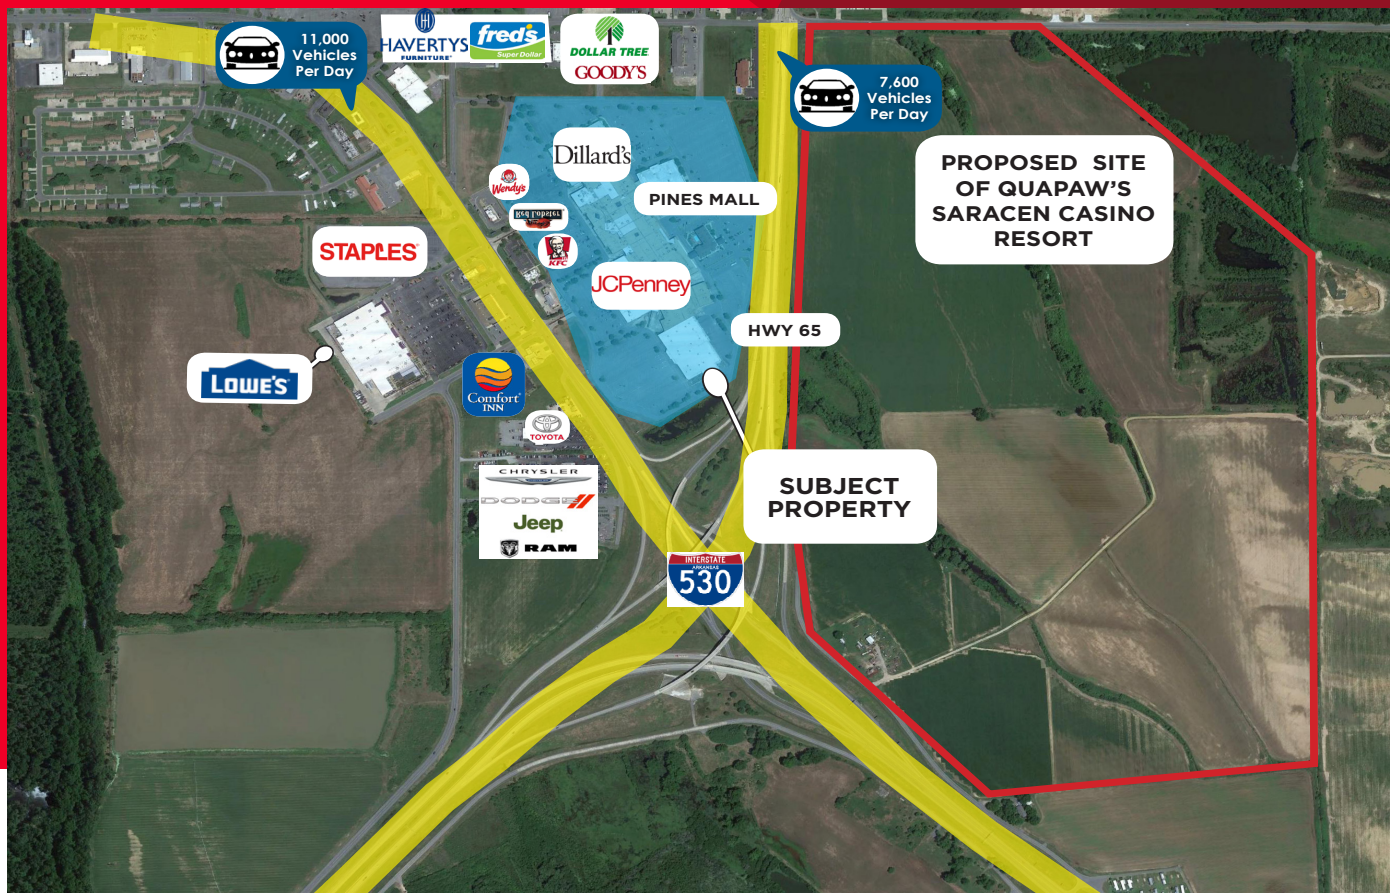 11,000
Vehicles
Per Day
HAVERTYS
FURNITURE
fred's
Super Dollar
DOLLAR TREE
GOODY'S
7,600
Vehicles
Per Day
Dillard's
PROPOSED SITE
OF QUAPAW'S
SARACEN CASINO
RESORT
Wendy's
PINES MALL
Red Lobster
STAPLES
KFC
JCPenney
HWY 65
LOWE'S
Comfort
INN
TOYOTA
CHRYSLER
DODGE
Jeep
RAM
SUBJECT
PROPERTY
INTERSTATE
ARKANSAS
530